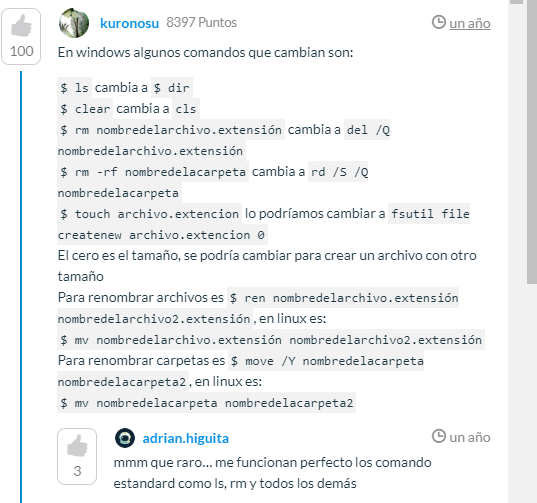 kuronosu 8397 Puntos un año
100
En windows algunos comandos que cambian son:
$ ls cambia a $ dir
$ clear cambia a cls
$ rm nombredelarchivo.extensión cambia a del /Q
nombredelarchivo.extensión
$ rm -rf nombredelacarpeta cambia a rd /S /Q
nombredelacarpeta
$ touch archivo.extencion lo podríamos cambiar a fsutil file
createnew archivo.extencion 0
El cero es el tamaño, se podría cambiar para crear un archivo con otro
tamaño
Para renombrar archivos es $ ren nombredelarchivo.extensión
nombredelarchivo2.extensión, en linux es:
$ mv nombredelarchivo.extensión nombredelarchivo2.extensión
Para renombrar carpetas es $ move /Y nombredelacarpeta
nombredelacarpeta2, en linux es:
$ mv nombredelacarpeta nombredelacarpeta2
adrian.higuita un año
3
mmm que raro... me funcionan perfecto los comando
estandard como ls, rm y todos los demás